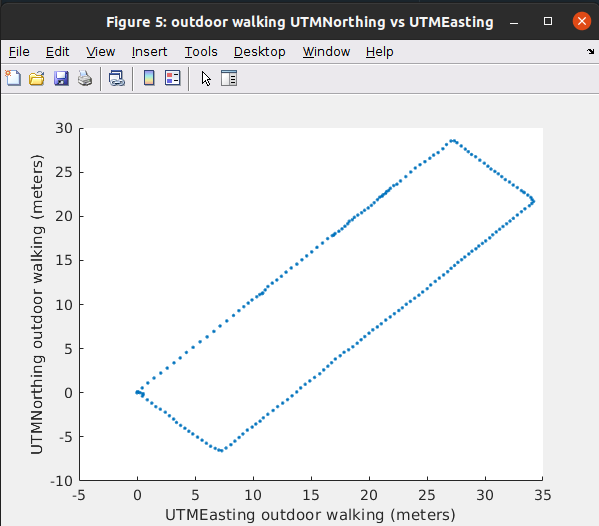 Figure 5: outdoor walking UTMNorthing vs UTMEasting
File Edit View Insert Tools Desktop Window Help
UTMNorthing outdoor walking (meters)
30
25
20
15
10
5
0
-5
-10
-5 0 5 10 15 20 25 30 35
UTMEasting outdoor walking (meters)